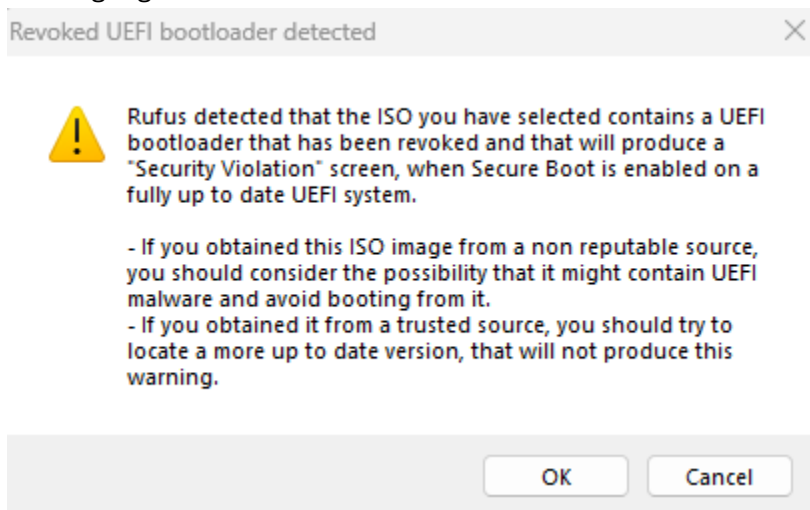 Revoked UEFI bootloader detected
Rufus detected that the ISO you have selected contains a UEFI
bootloader that has been revoked and that will produce a
"Security Violation" screen, when Secure Boot is enabled on a
fully up to date UEFI system.
- If you obtained this ISO image from a non reputable source,
you should consider the possibility that it might contain UEFI
malware and avoid booting from it.
- If you obtained it from a trusted source, you should try to
locate a more up to date version, that will not produce this
warning.
OK
Cancel